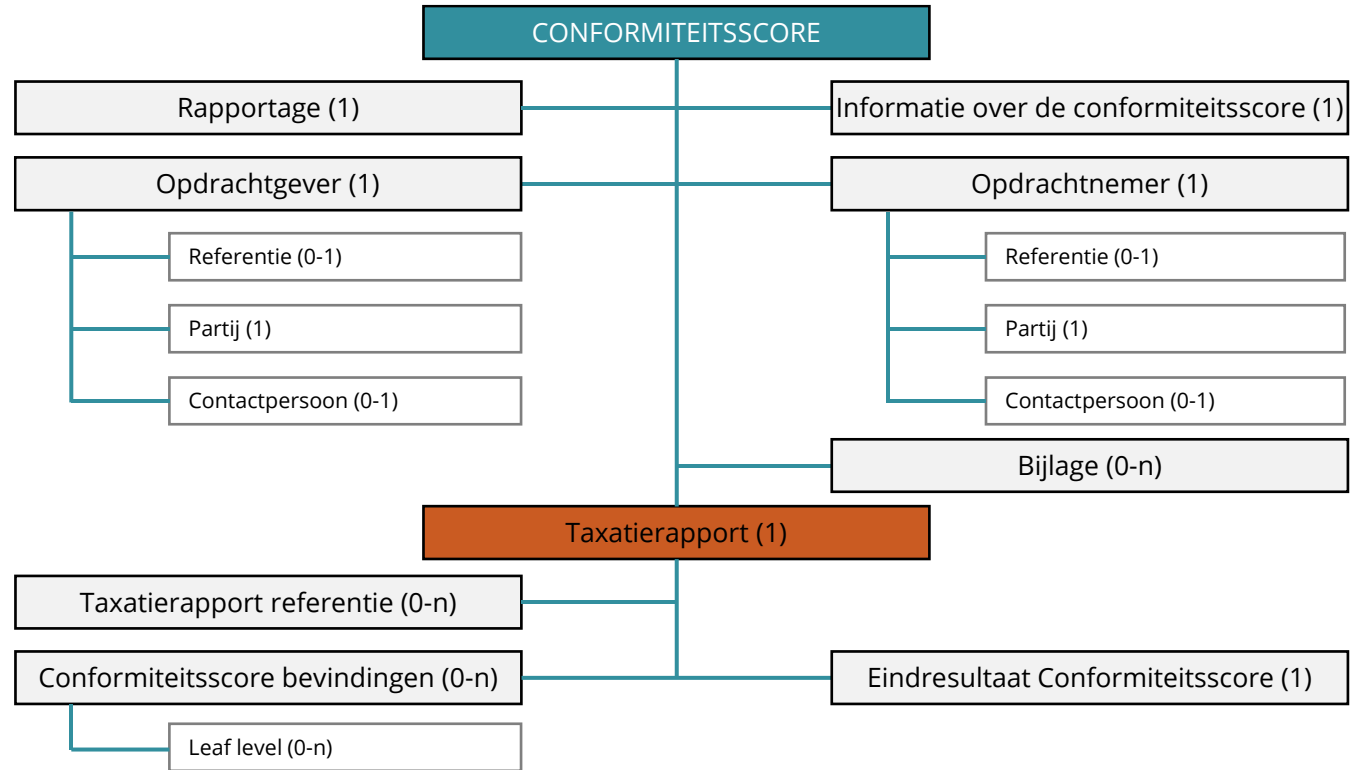 CONFORMITEITSSCORE
Rapportage (1)
Informatie over de conformiteitsscore (1)
Opdrachtgever (1)
Opdrachtnemer (1)
Referentie (0-1)
Referentie (0-1)
Partij (1)
Partij (1)
Contactpersoon (0-1)
Contactpersoon (0-1)
Bijlage (0-n)
Taxatierapport (1)
Taxatierapport referentie (0-n)
Conformiteitsscore bevindingen (0-n)
Eindresultaat Conformiteitsscore (1)
Leaf level (0-n)